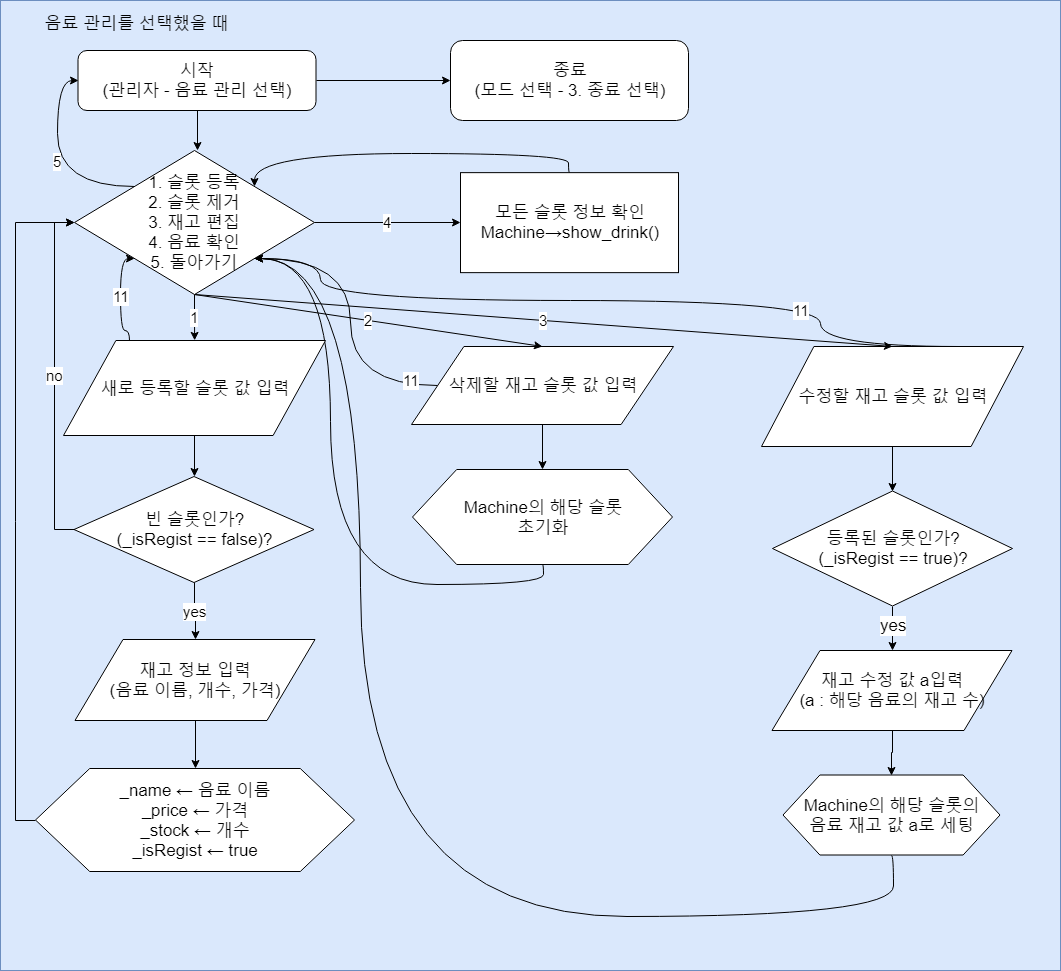 음료 관리를 선택했을 때
시작
(관리자 - 음료 관리 선택)
종료
(모드 선택 - 3. 종료 선택)
5
1. 슬롯 등록
2. 슬롯 제거
3. 재고 편집
4. 음료 확인
5. 돌아가기
4
모든 슬롯 정보 확인
Machine→show_drink()
11
1
2
3
11
no
새로 등록할 슬롯 값 입력
11
삭제할 재고 슬롯 값 입력
수정할 재고 슬롯 값 입력
빈 슬롯인가?
(_isRegist == false)?
Machine의 해당 슬롯
초기화
등록된 슬롯인가?
(_isRegist == true)?
yes
yes
재고 정보 입력
(음료 이름, 개수, 가격)
재고 수정 값 a입력
(a : 해당 음료의 재고 수)
_name ← 음료 이름
_price ← 가격
_stock ← 개수
_isRegist ← true
Machine의 해당 슬롯의
음료 재고 값 a로 세팅